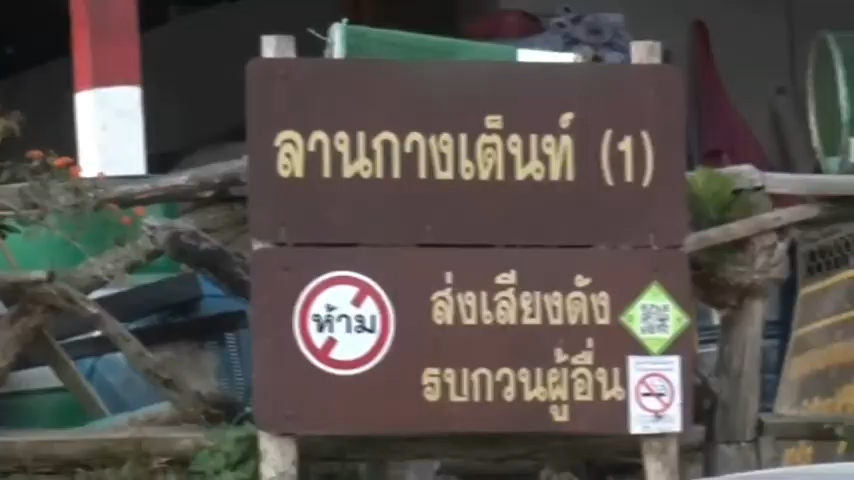 ลานกางเต็นท์ (1)
ห้าม
ส่งเสียงดัง
รบกวนผู้อื่น